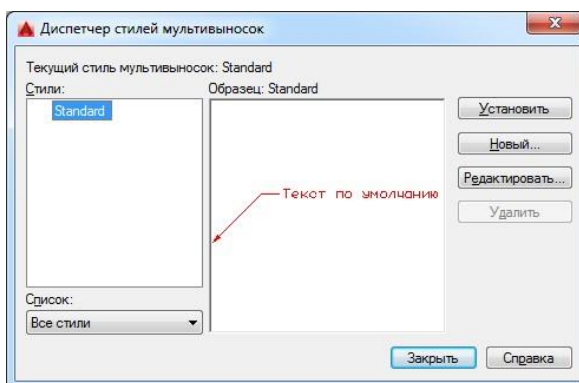 Диспетчер стилей мультивыносок
Текущий стиль мультивыносок: Standard
Стили:
Образец: Standard
Standard
Текст по умолчанию
Установить
Новый...
Редактировать...
Удалить
Список:
Все стили
Закрыть
Справка